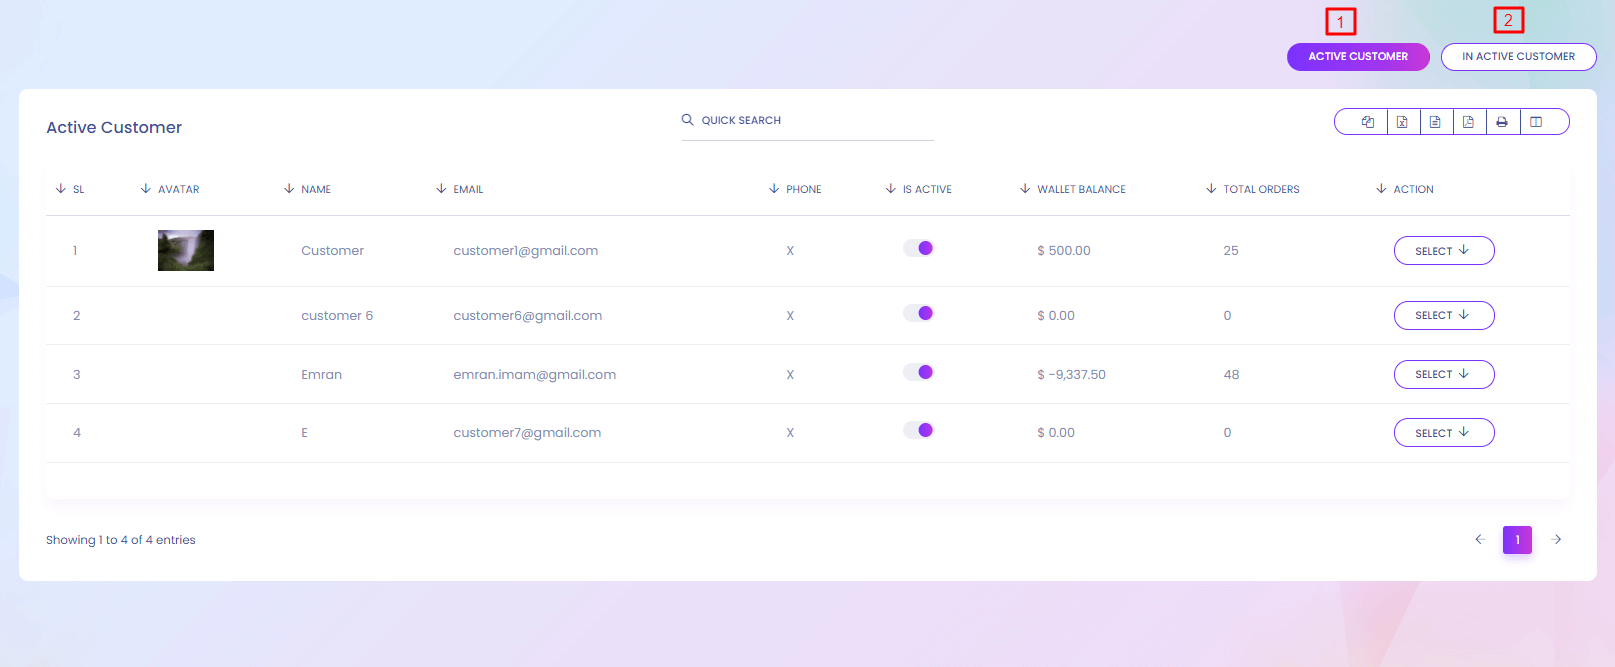 1 2
ACTIVE CUSTOMER IN ACTIVE CUSTOMER
Active Customer QUICK SEARCH
SL AVATAR NAME EMAIL PHONE IS ACTIVE WALLET BALANCE TOTAL ORDERS ACTION
1 Customer customer1@gmail.com X $ 500.00 25 SELECT
2 customer 6 customer6@gmail.com X $ 0.00 0 SELECT
3 Emran emran.imam@gmail.com X $ -9,337.50 48 SELECT
4 E customer7@gmail.com X $ 0.00 0 SELECT
Showing 1 to 4 of 4 entries 1